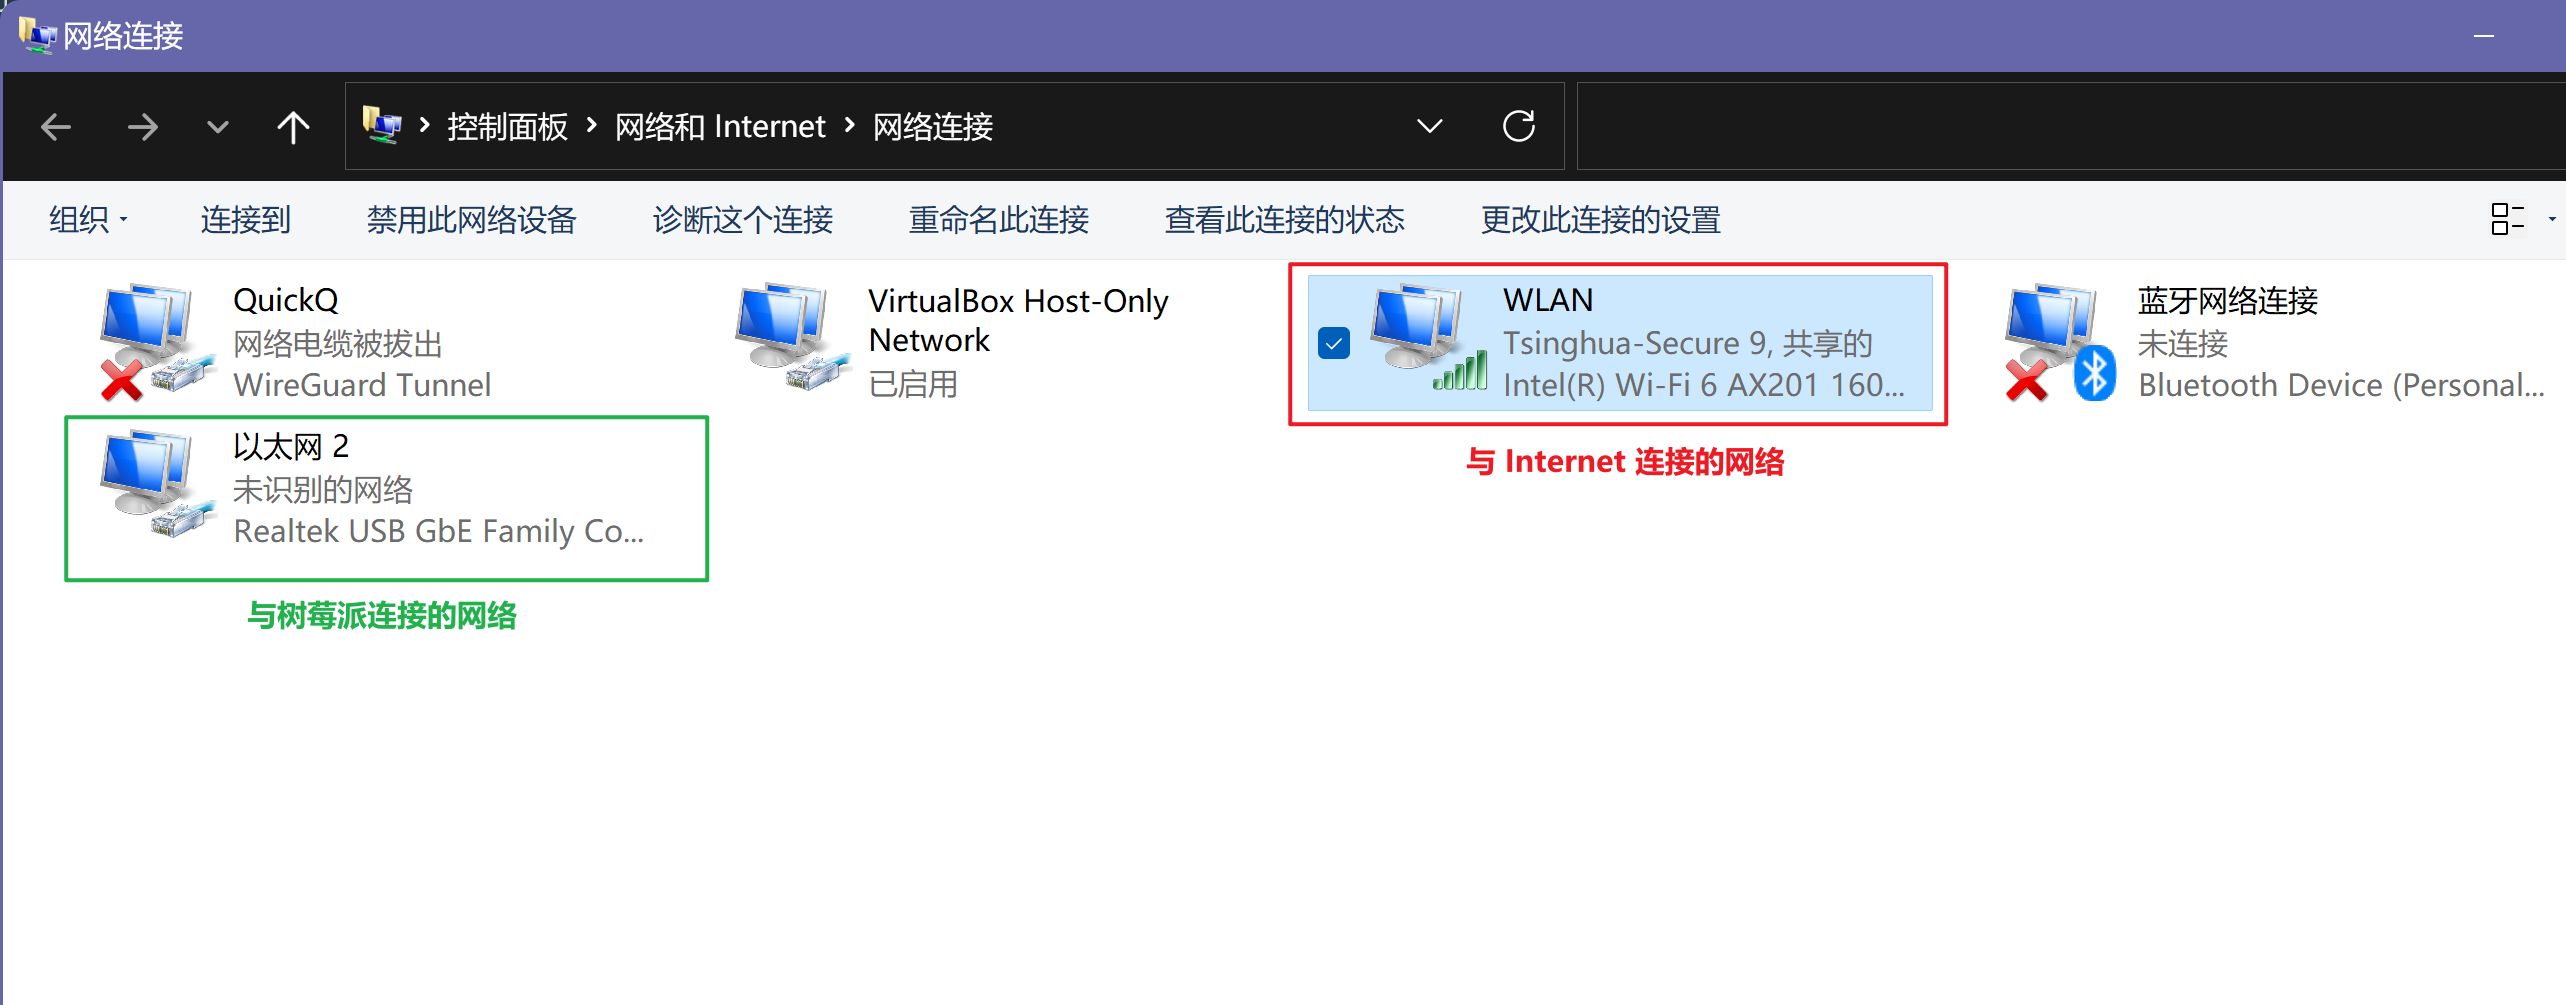 网络连接
控制面板 › 网络和 Internet › 网络连接
组织 连接到 禁用此网络设备 诊断这个连接 重命名此连接 查看此连接的状态 更改此连接的设置
QuickQ
网络电缆被拔出
WireGuard Tunnel
VirtualBox Host-Only
Network
已启用
WLAN
Tsinghua-Secure 9, 共享的
Intel(R) Wi-Fi 6 AX201 160...
蓝牙网络连接
未连接
Bluetooth Device (Personal...
与 Internet 连接的网络
以太网 2
未识别的网络
Realtek USB GbE Family Co...
与树莓派连接的网络